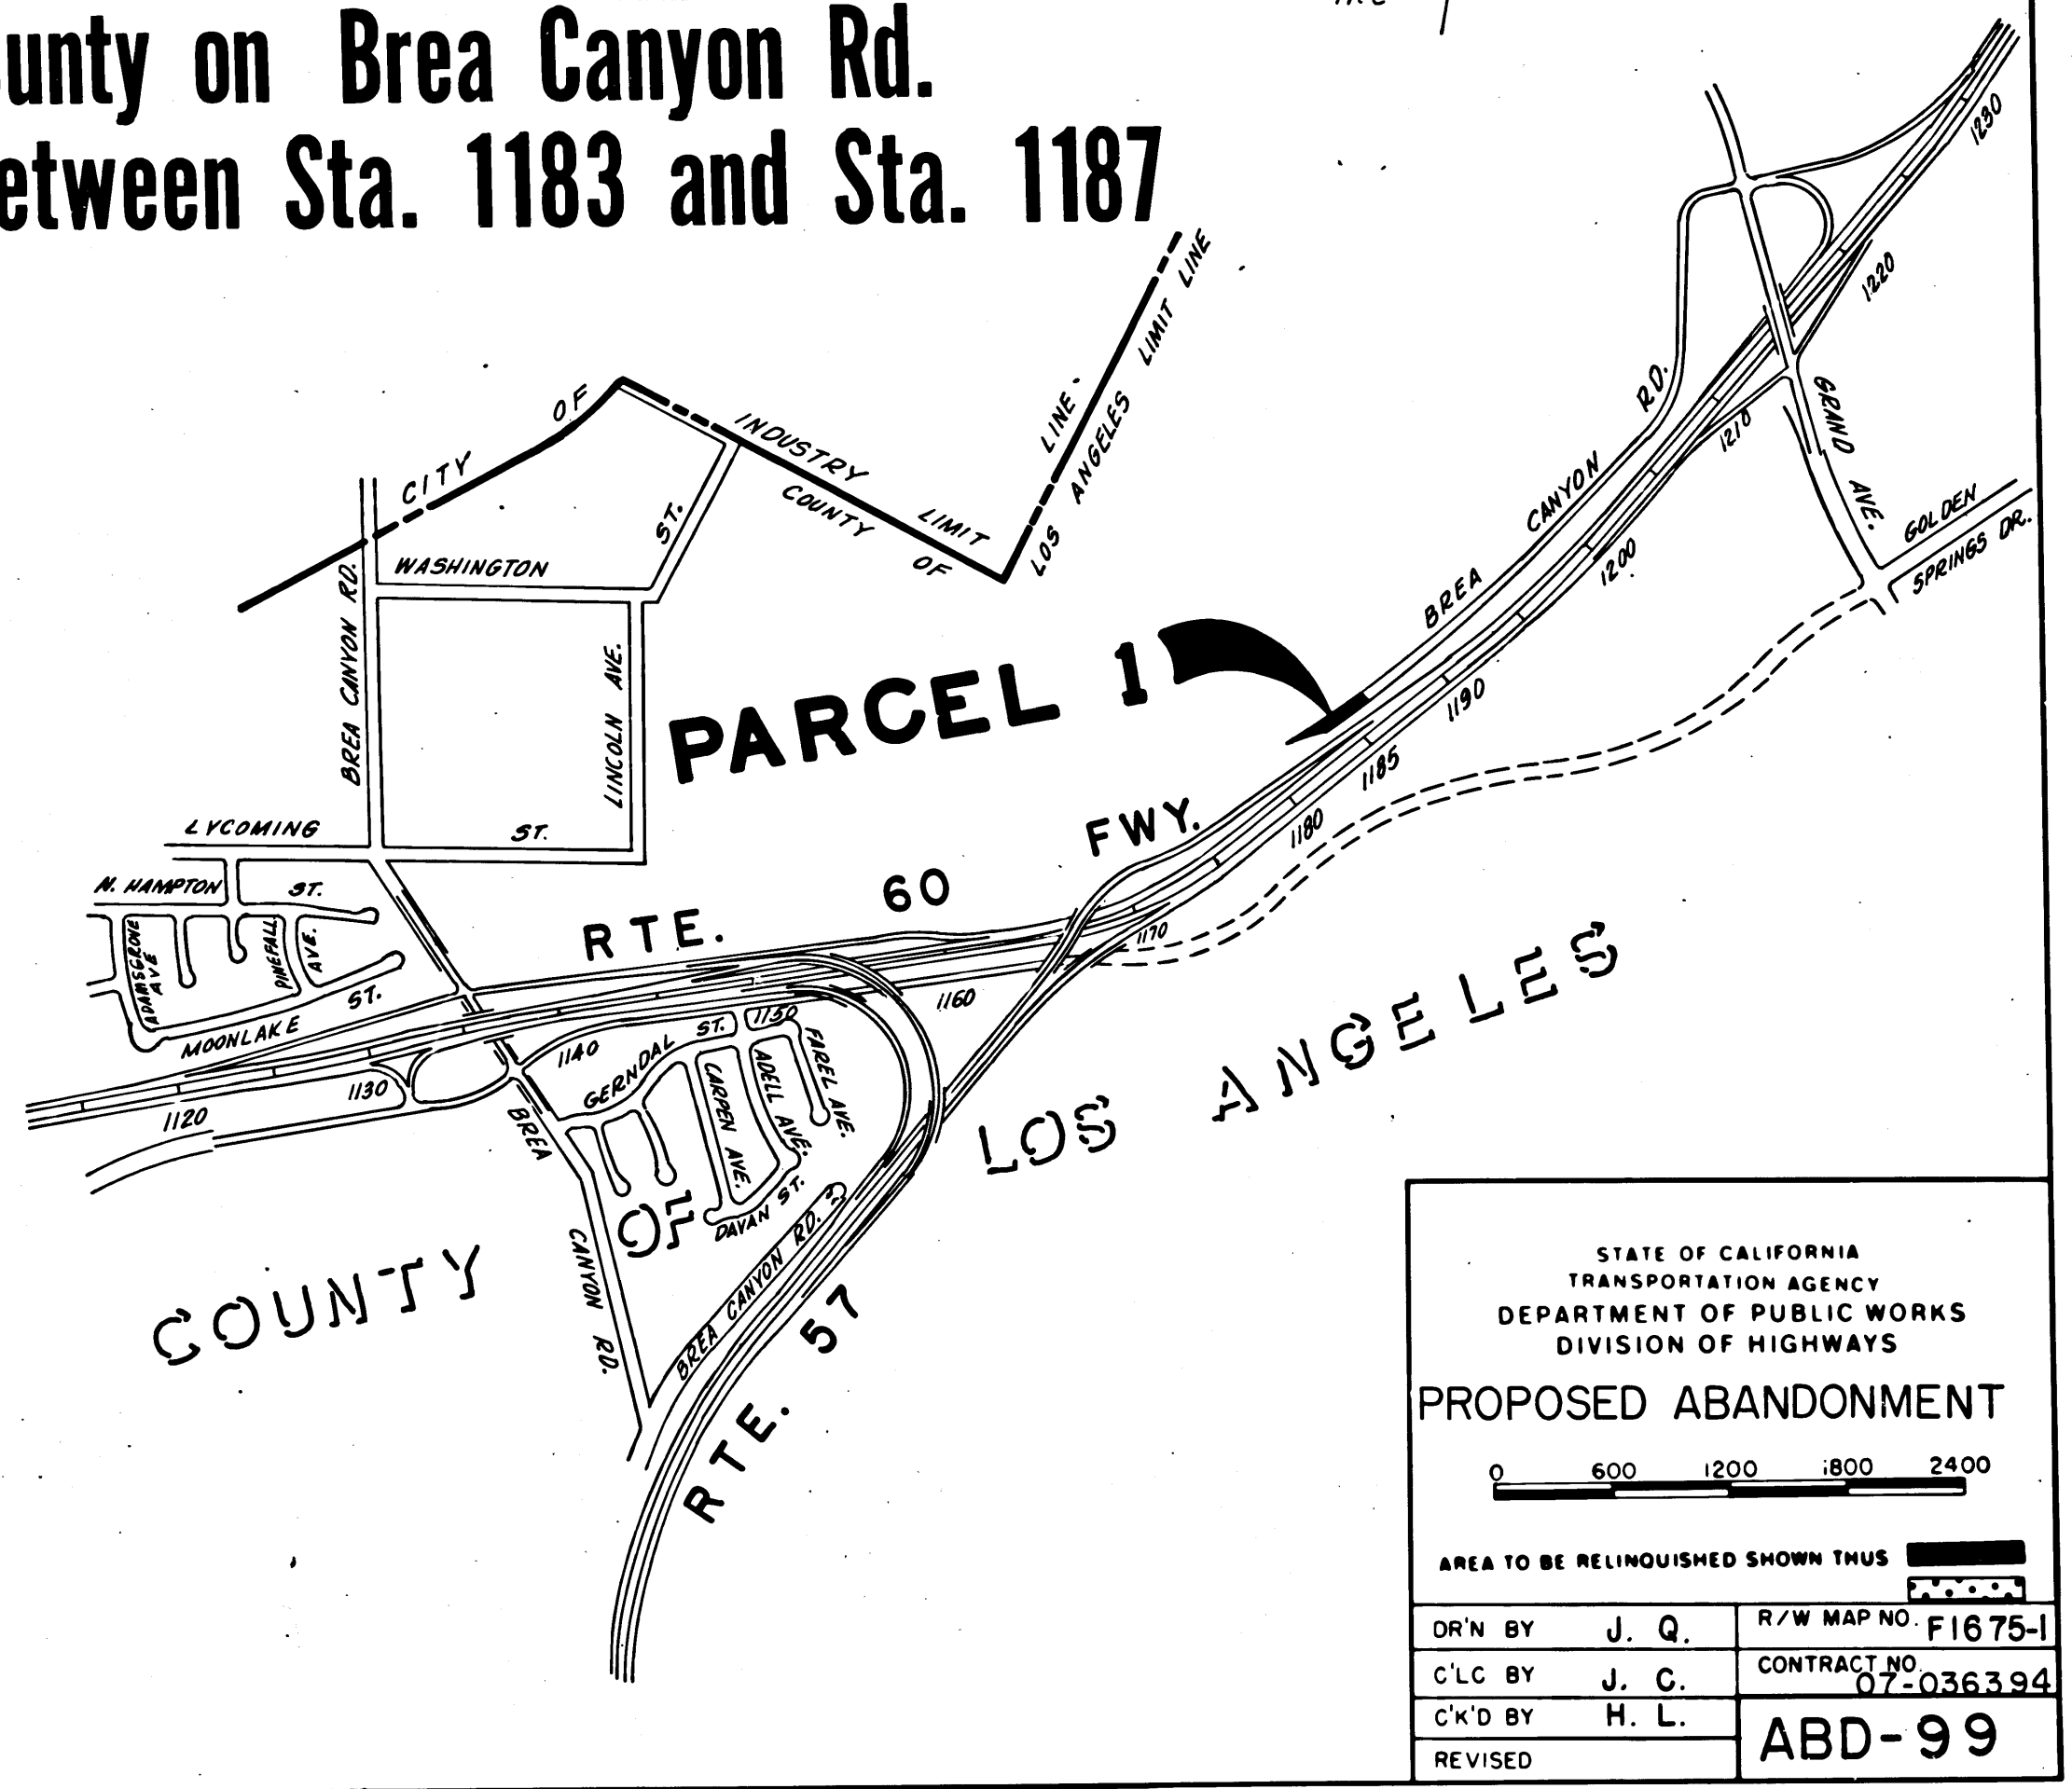 unty on Brea Canyon Rd.
etween Sta. 1183 and Sta. 1187
1230
1220
1210
1200
1190
1185
1180
1170
1160
1150
1140
1130
1120
CITY OF INDUSTRY LIMIT LINE
COUNTY OF LOS ANGELES LIMIT LINE
BREA CANYON RD.
GRAND AVE.
GOLDEN
SPRINGS DR.
WASHINGTON ST.
BREA CANYON RD.
LINCOLN AVE.
PARCEL 1
LYCOMING ST.
N. HAMPTON ST.
ADAMSGROVE
AVE
PINEFALL
AVE.
MOONLAKE ST.
RTE. 60 FWY.
GERNDAL ST.
CARPEN AVE.
ADELL AVE.
FAREL AVE.
DAVAN ST.
BREA CANYON RD.
BREA CANYON RD.
RTE. 57
COUNTY OF LOS ANGELES
STATE OF CALIFORNIA
TRANSPORTATION AGENCY
DEPARTMENT OF PUBLIC WORKS
DIVISION OF HIGHWAYS
PROPOSED ABANDONMENT
0 600 1200 1800 2400
AREA TO BE RELINQUISHED SHOWN THUS
DR'N BY J. Q.
R/W MAP NO. F1675-1
C'LC BY J. C.
CONTRACT NO.
07-036394
C'K'D BY H. L.
REVISED
ABD-99